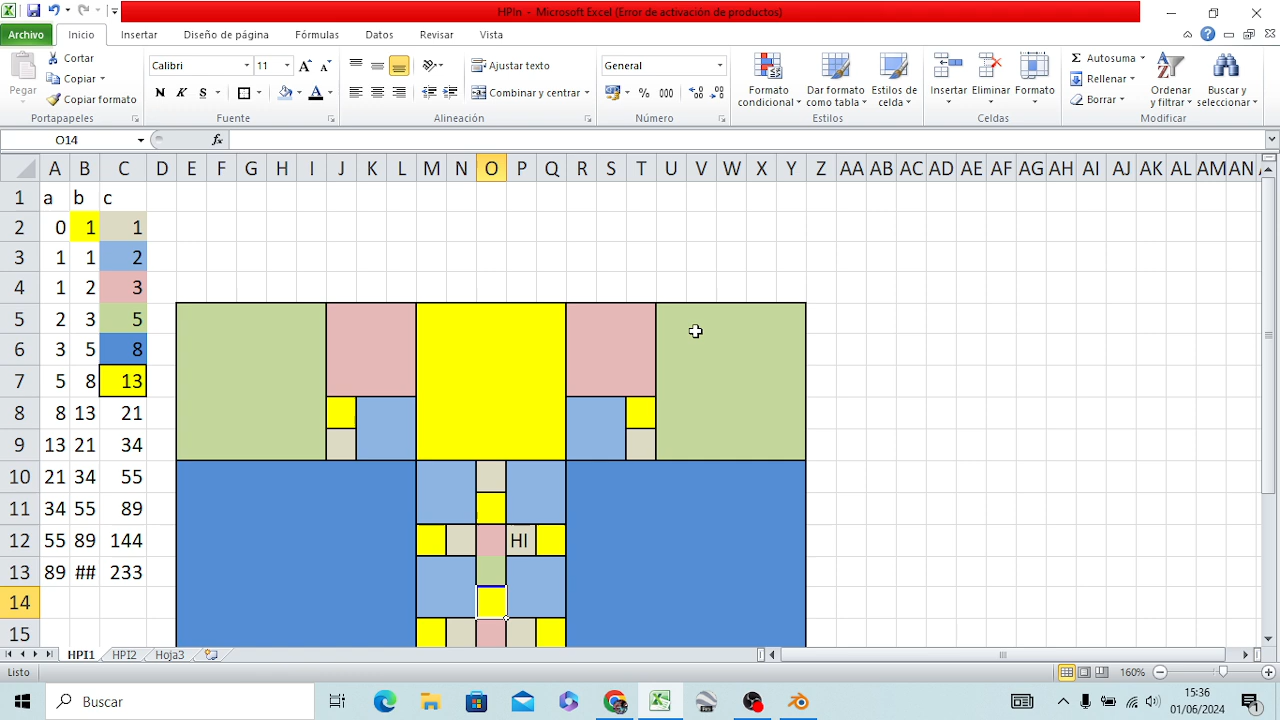 HPIn - Microsoft Excel (Error de activación de productos)
Archivo Inicio Insertar Diseño de página Fórmulas Datos Revisar Vista
Pegar
Cortar
Copiar
Copiar formato
Portapapeles
Calibri 11
N K S
Fuente
Ajustar texto
Combinar y centrar
Alineación
General
% 000
Número
Formato condicional
Dar formato como tabla
Estilos de celda
Estilos
Insertar Eliminar Formato
Celdas
Autosuma
Rellenar
Borrar
Ordenar y filtrar
Buscar y seleccionar
Modificar
O14 fx
A B C D E F G H I J K L M N O P Q R S T U V W X Y Z AA AB AC AD AE AF AG AH AI AJ AK AL AM AN
1 a b c
2 0 1 1
3 1 1 2
4 1 2 3
5 2 3 5
6 3 5 8
7 5 8 13
8 8 13 21
9 13 21 34
10 21 34 55
11 34 55 89
12 55 89 144 HI
13 89 ## 233
14
15
HPI1 HPI2 Hoja3
Listo 160%
Buscar
15:36
01/06/2024